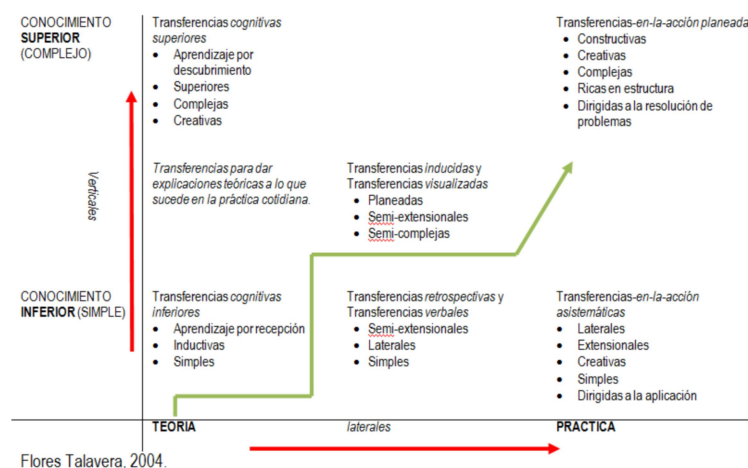 CONOCIMIENTO
SUPERIOR
(COMPLEJO)
Transferencias cognitivas
superiores
• Aprendizaje por
descubrimiento
• Superiores
• Complejas
• Creativas
Transferencias-en-la-acción planeada
• Constructivas
• Creativas
• Complejas
• Ricas en estructura
• Dirigidas a la resolución de
problemas
Verticales
Transferencias para dar
explicaciones teóricas a lo que
sucede en la práctica cotidiana.
Transferencias inducidas y
Transferencias visualizadas
• Planeadas
• Semi-extensionales
• Semi-complejas
CONOCIMIENTO
INFERIOR (SIMPLE)
Transferencias cognitivas
inferiores
• Aprendizaje por recepción
• Inductivas
• Simples
Transferencias retrospectivas y
Transferencias verbales
• Semi-extensionales
• Laterales
• Simples
Transferencias-en-la-acción
asistemáticas
• Laterales
• Extensionales
• Creativas
• Simples
• Dirigidas a la aplicación
TEORIA
laterales
PRACTICA
Flores Talavera, 2004.